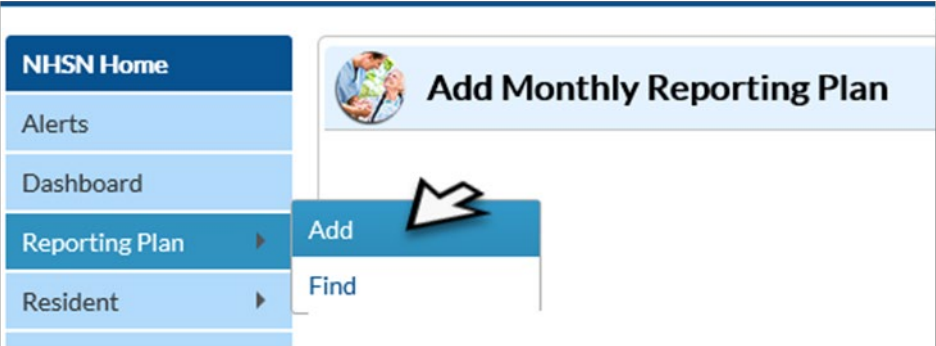 NHSN Home
Alerts
Dashboard
Reporting Plan
Resident
Add Monthly Reporting Plan
Add
Find